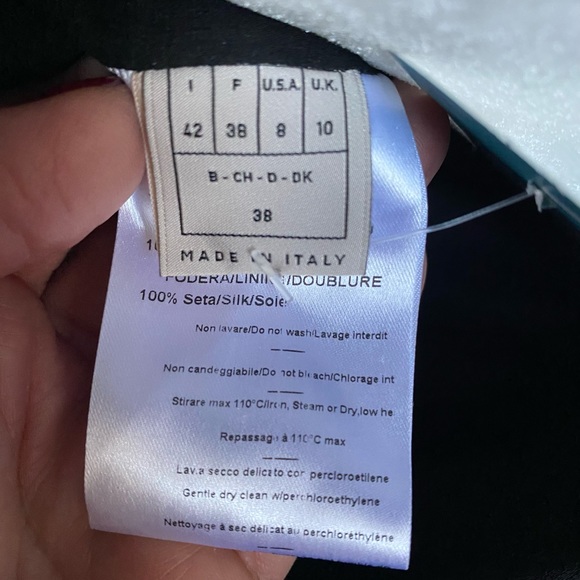 I F U.S.A. U.K.
42 38 8 10
B - CH - D - DK
38
MADE IN ITALY
FODERA/LINING/DOUBLURE
100% Seta/Silk/Soie
Non lavare/Do not wash/Lavage interdit
Non candeggiabile/Do not bleach/Chlorage int
Stirare max 110°C/Iron, Steam or Dry,low he
Repassage à 110°C max
Lava secco delicato con percloroetilene
Gentle dry clean w/perchloroethylene
Nettoyage à sec délicat au perchloréthylène